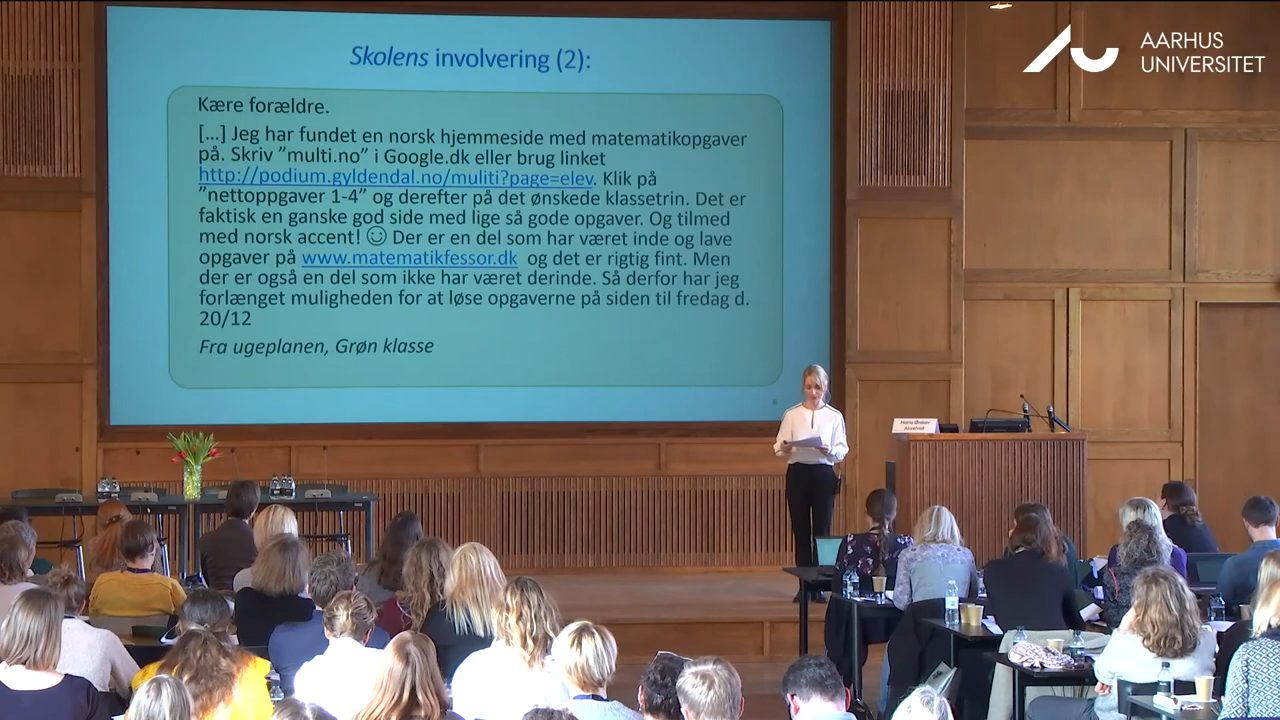 AARHUS
UNIVERSITET
Skolens involvering (2):
Kære forældre.
[...] Jeg har fundet en norsk hjemmeside med matematikopgaver
på. Skriv ”multi.no” i Google.dk eller brug linket
http://podium.gyldendal.no/muliti?page=elev. Klik på
”nettoppgaver 1-4” og derefter på det ønskede klassetrin. Det er
faktisk en ganske god side med lige så gode opgaver. Og tilmed
med norsk accent! ☺ Der er en del som har været inde og lave
opgaver på www.matematikfessor.dk og det er rigtig fint. Men
der er også en del som ikke har været derinde. Så derfor har jeg
forlænget muligheden for at løse opgaverne på siden til fredag d.
20/12
Fra ugeplanen, Grøn klasse